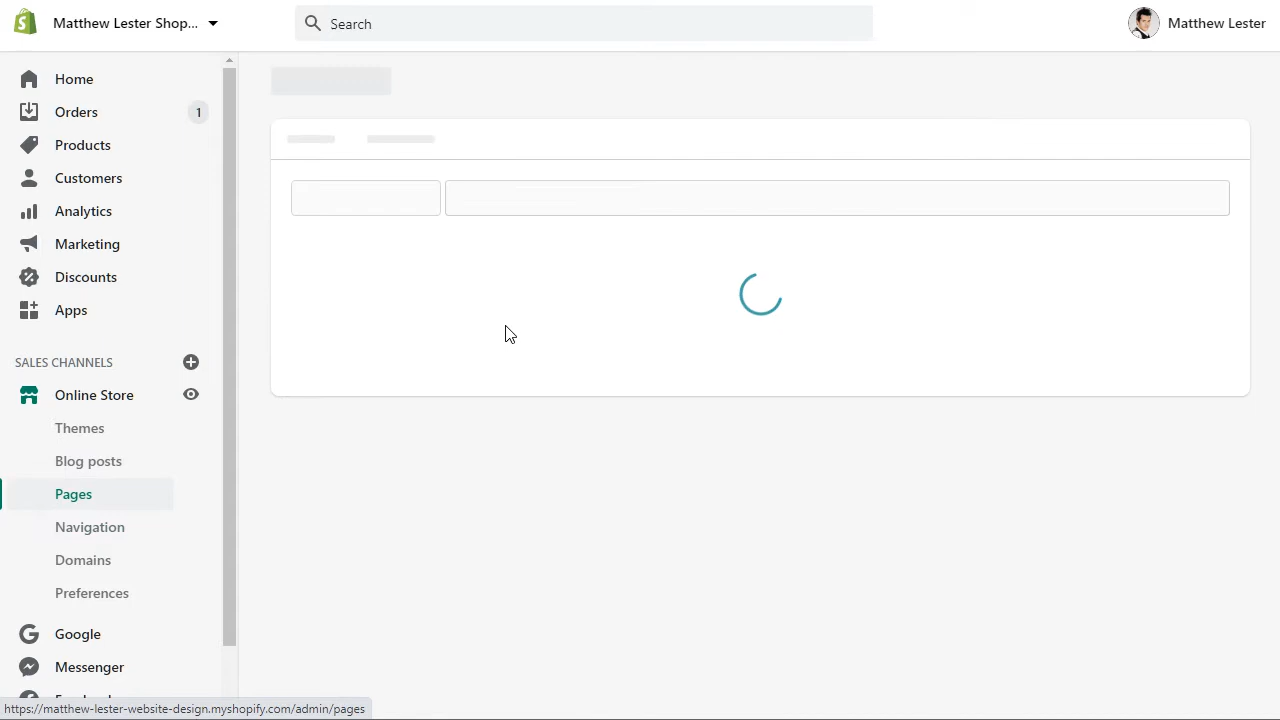 Matthew Lester Shop...
Search
Matthew Lester
Home
Orders
1
Products
Customers
Analytics
Marketing
Discounts
Apps
SALES CHANNELS
Online Store
Themes
Blog posts
Pages
Navigation
Domains
Preferences
Google
Messenger
https://matthew-lester-website-design.myshopify.com/admin/pages